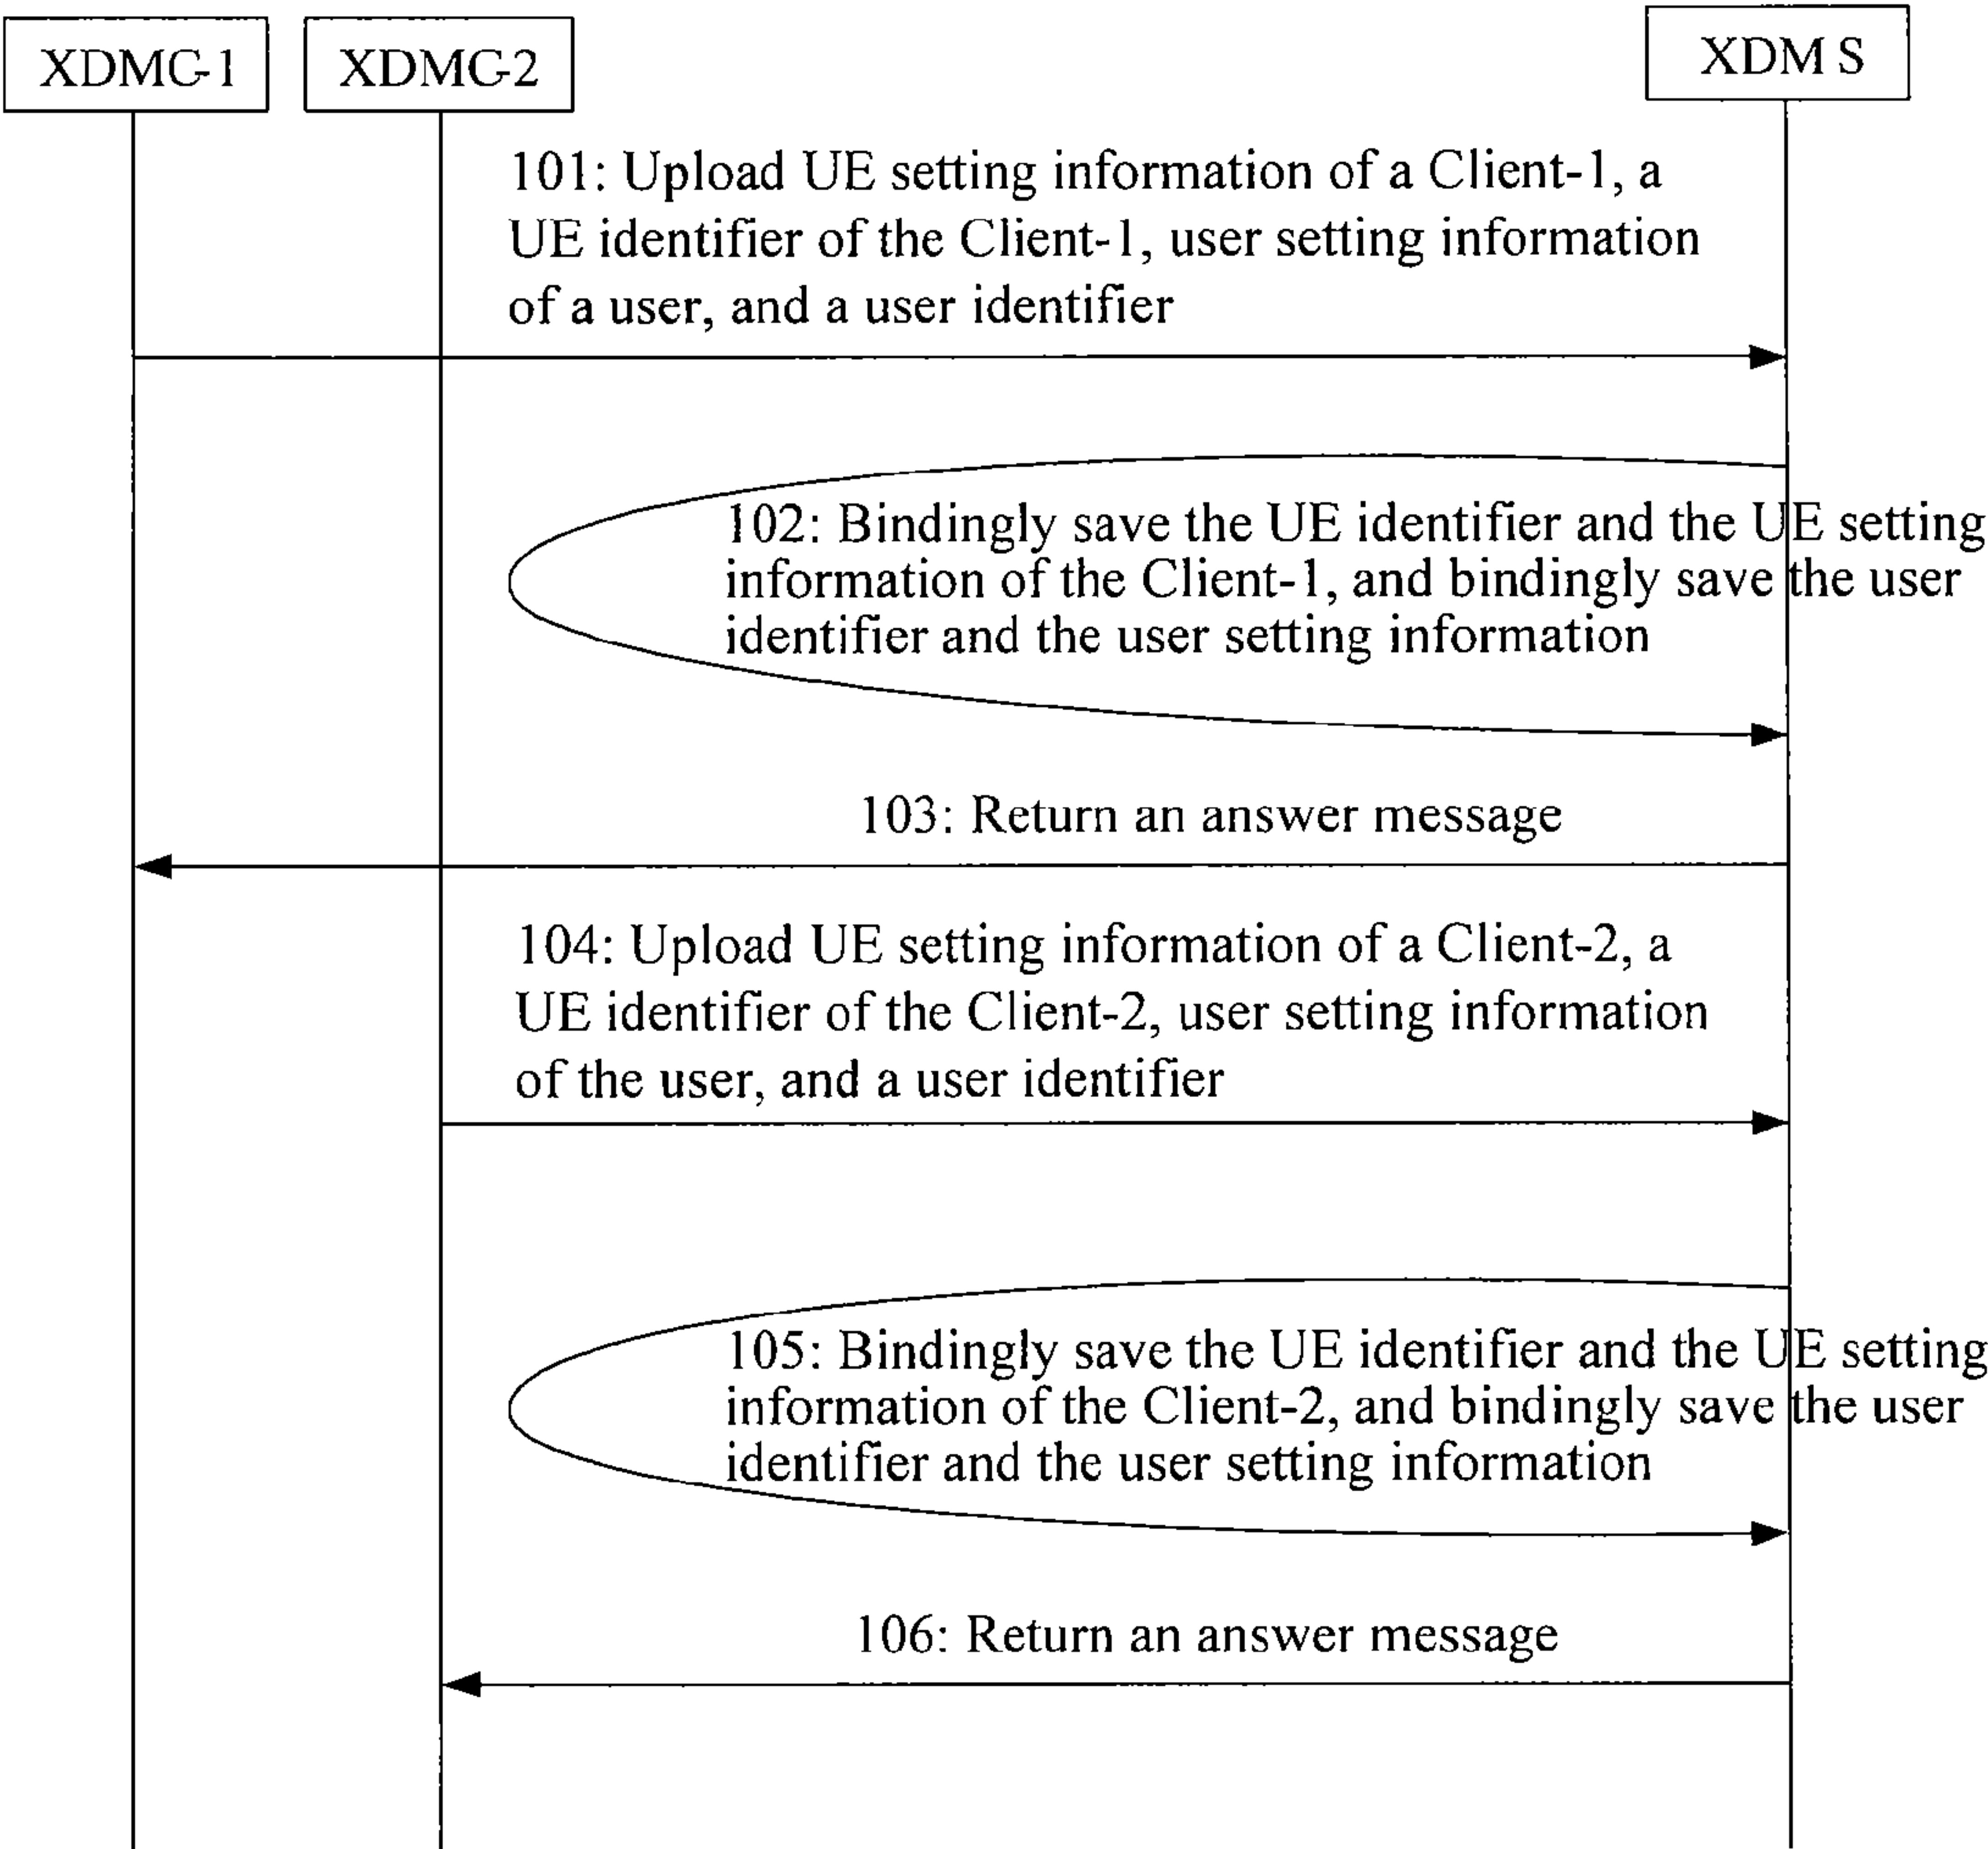 XDMC-1
XDMC-2
XDM S
101: Upload UE setting information of a Client-1, a
UE identifier of the Client-1, user setting information
of a user, and a user identifier
102: Bindingly save the UE identifier and the UE setting
information of the Client-1, and bindingly save the user
identifier and the user setting information
103: Return an answer message
104: Upload UE setting information of a Client-2, a
UE identifier of the Client-2, user setting information
of the user, and a user identifier
105: Bindingly save the UE identifier and the UE setting
information of the Client-2, and bindingly save the user
identifier and the user setting information
106: Return an answer message